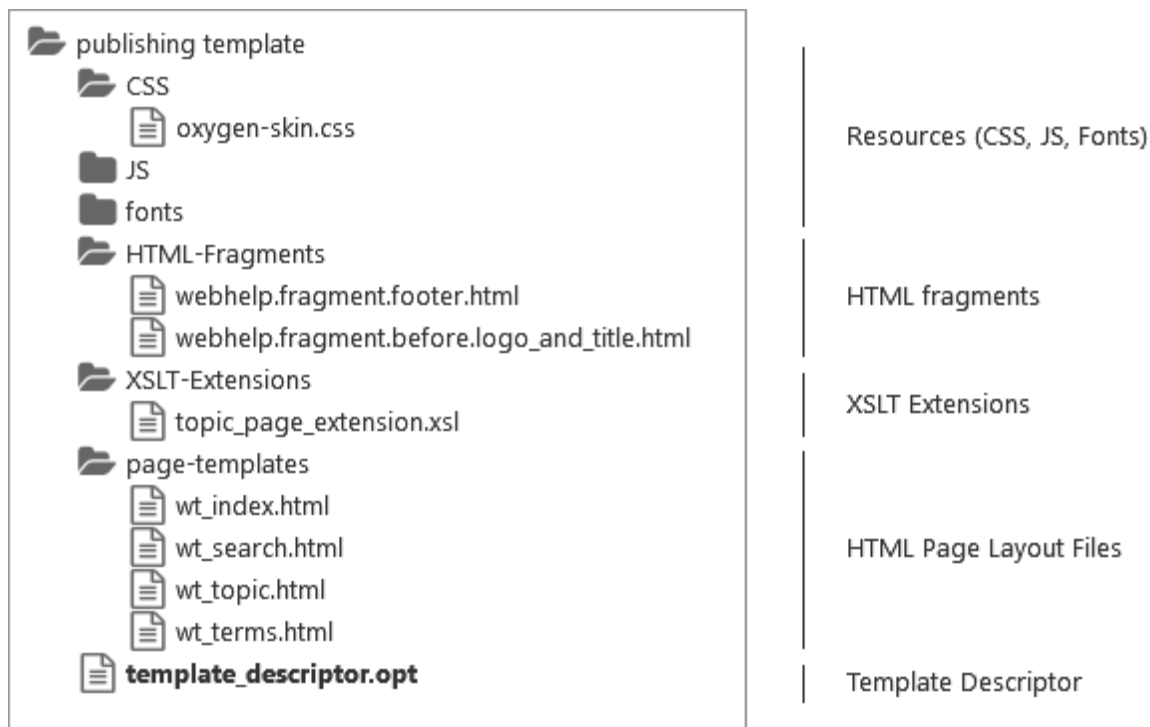 publishing template
CSS
oxygen-skin.css
JS
fonts
HTML-Fragments
webhelp.fragment.footer.html
webhelp.fragment.before.logo_and_title.html
XSLT-Extensions
topic_page_extension.xsl
page-templates
wt_index.html
wt_search.html
wt_topic.html
wt_terms.html
template_descriptor.opt
Resources (CSS, JS, Fonts)
HTML fragments
XSLT Extensions
HTML Page Layout Files
Template Descriptor